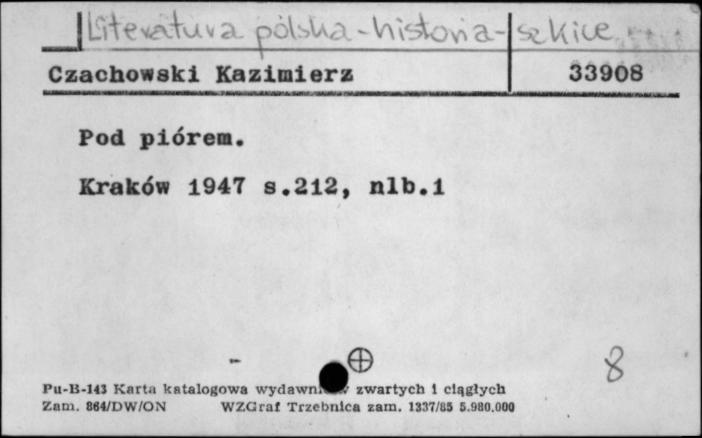 Literatura polska - historia - szkice
Czachowski Kazimierz 33908
Pod piórem.
Kraków 1947 s.212, nlb.1
8
Pu-B-143 Karta katalogowa zwartych i ciągłych
Zam. 864/DW/ON WZGraf Trzebnica zam. 1337/85 5.980.000